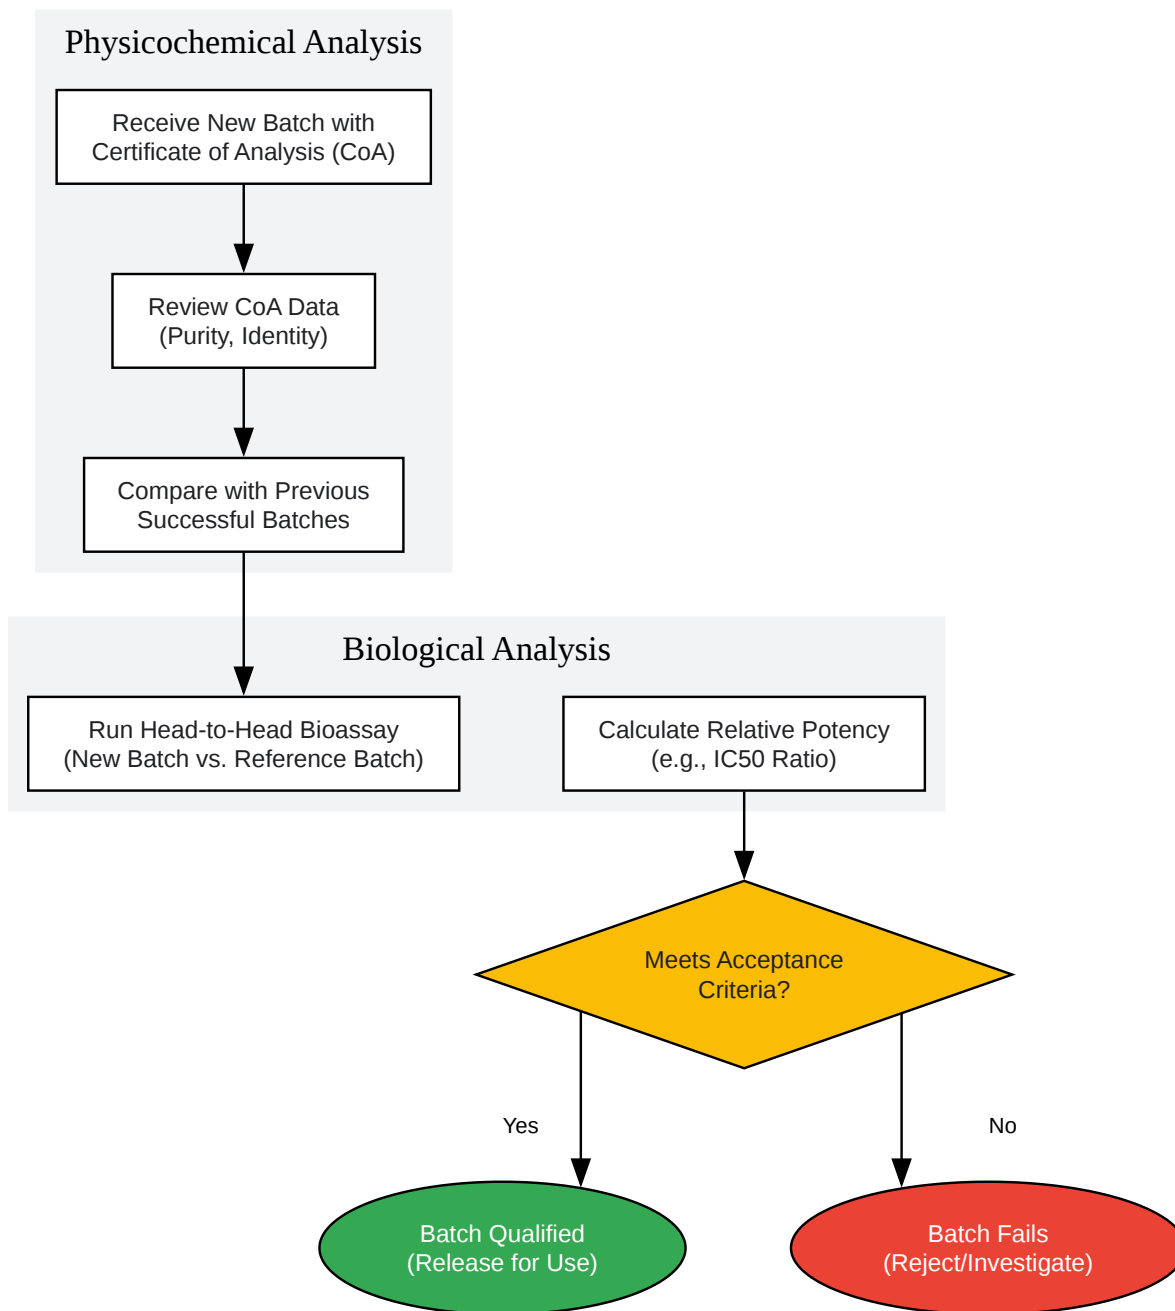 Physicochemical Analysis
Receive New Batch with
Certificate of Analysis (CoA)
Review CoA Data
(Purity, Identity)
Compare with Previous
Successful Batches
Biological Analysis
Run Head-to-Head Bioassay
(New Batch vs. Reference Batch)
Calculate Relative Potency
(e.g., IC50 Ratio)
Meets Acceptance
Criteria?
Yes
No
Batch Qualified
(Release for Use)
Batch Fails
(Reject/Investigate)